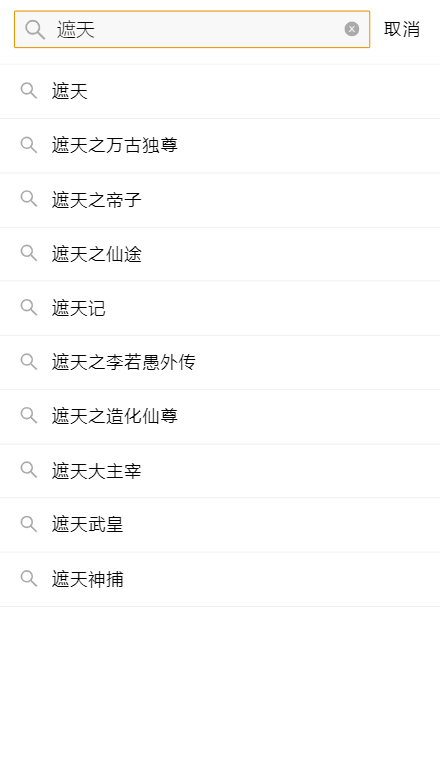 遮天 取消
遮天
遮天之万古独尊
遮天之帝子
遮天之仙途
遮天记
遮天之李若愚外传
遮天之造化仙尊
遮天大主宰
遮天武皇
遮天神捕